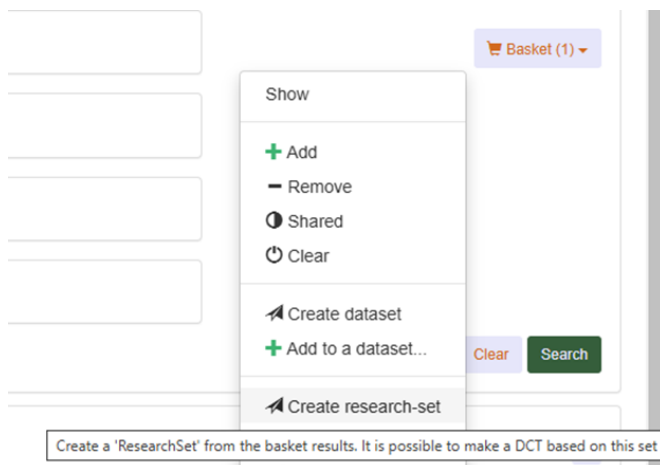 Basket (1)
Show
Add
Remove
Shared
Clear
Create dataset
Add to a dataset...
Clear
Search
Create research-set
Create a 'ResearchSet' from the basket results. It is possible to make a DCT based on this set